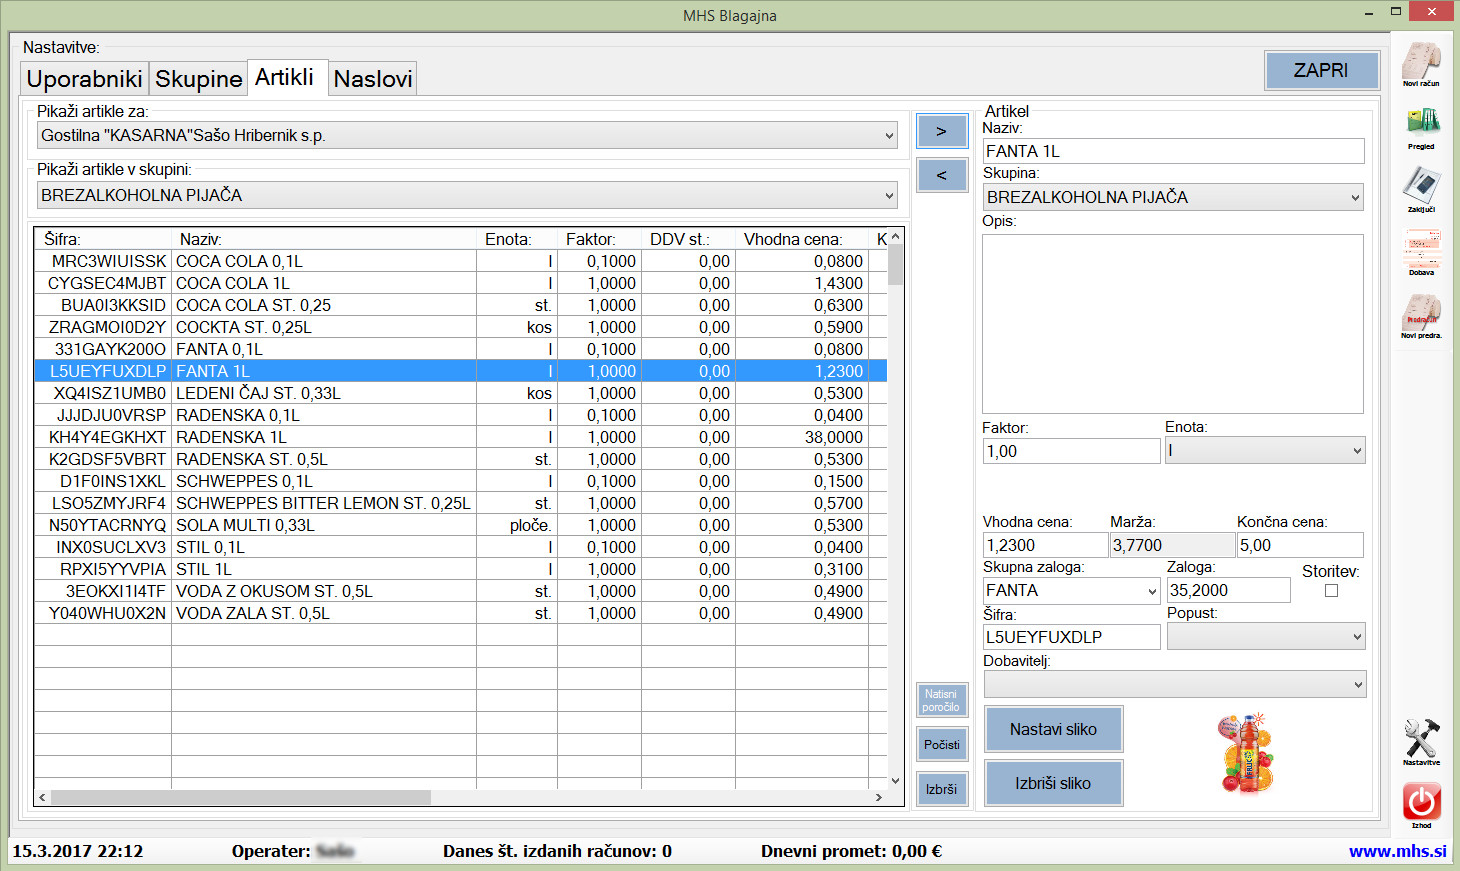 MHS Blagajna
Nastavitve:
Uporabniki Skupine Artikli Naslovi
ZAPRI
Pikaži artikle za:
Gostilna "KASARNA"Sašo Hribernik s.p.
Pikaži artikle v skupini:
BREZALKOHOLNA PIJAČA
Šifra: Naziv: Enota: Faktor: DDV st.: Vhodna cena: K
MRC3WIUISSK COCA COLA 0,1L l 0,1000 0,00 0,0800
CYGSEC4MJBT COCA COLA 1L l 1,0000 0,00 1,4300
BUA0I3KKSID COCA COLA ST. 0,25 st. 1,0000 0,00 0,6300
ZRAGMOI0D2Y COCKTA ST. 0,25L kos 1,0000 0,00 0,5900
331GAYK200O FANTA 0,1L l 0,1000 0,00 0,0800
L5UEYFUXDLP FANTA 1L l 1,0000 0,00 1,2300
XQ4ISZ1UMB0 LEDENI ČAJ ST. 0,33L kos 1,0000 0,00 0,5300
JJJDJU0VRSP RADENSKA 0,1L l 0,1000 0,00 0,0400
KH4Y4EGKHXT RADENSKA 1L l 1,0000 0,00 38,0000
K2GDSF5VBRT RADENSKA ST. 0,5L st. 1,0000 0,00 0,5300
D1F0INS1XKL SCHWEPPES 0,1L l 0,1000 0,00 0,1500
LSO5ZMYJRF4 SCHWEPPES BITTER LEMON ST. 0,25L st. 1,0000 0,00 0,5700
N50YTACRNYQ SOLA MULTI 0,33L ploče. 1,0000 0,00 0,5300
INX0SUCLXV3 STIL 0,1L l 0,1000 0,00 0,0400
RPXI5YYVPIA STIL 1L l 1,0000 0,00 0,3100
3EOKXI1I4TF VODA Z OKUSOM ST. 0,5L st. 1,0000 0,00 0,4900
Y040WHU0X2N VODA ZALA ST. 0,5L st. 1,0000 0,00 0,4900
>
<
Natisni
poročilo
Počisti
Izbrši
Artikel
Naziv:
FANTA 1L
Skupina:
BREZALKOHOLNA PIJAČA
Opis:
Faktor: Enota:
1,00 l
Vhodna cena: Marža: Končna cena:
1,2300 3,7700 5,00
Skupna zaloga: Zaloga: Storitev:
FANTA 35,2000
Šifra: Popust:
L5UEYFUXDLP
Dobavitelj:
Nastavi sliko
Izbriši sliko
Novi račun
Pregled
Zaključi
Dobava
Predračun
Novi predra.
Nastavitve
Izhod
15.3.2017 22:12 Operater: Danes št. izdanih računov: 0 Dnevni promet: 0,00 € www.mhs.si